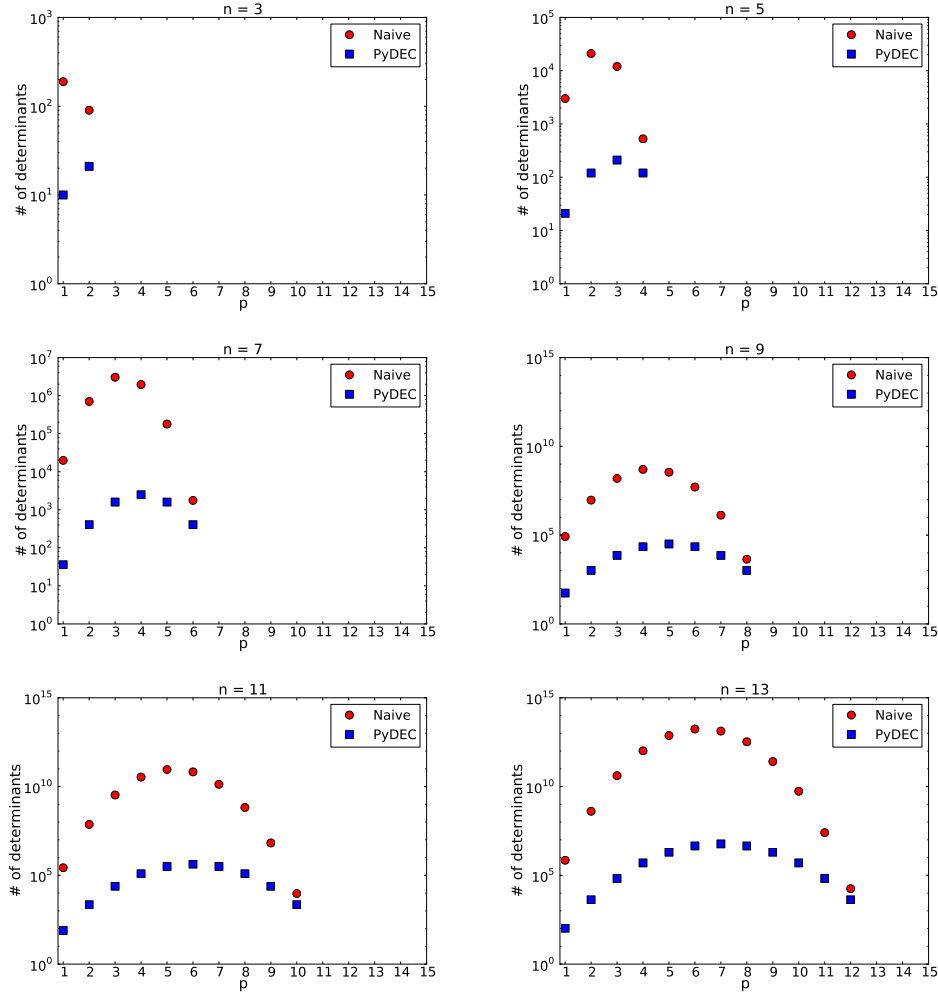 n = 3
10^3
10^2
10^1
10^0
# of determinants
Naive
PyDEC
1 2 3 4 5 6 7 8 9 10 11 12 13 14 15
p
n = 5
10^5
10^4
10^3
10^2
10^1
10^0
# of determinants
Naive
PyDEC
1 2 3 4 5 6 7 8 9 10 11 12 13 14 15
p
n = 7
10^7
10^6
10^5
10^4
10^3
10^2
10^1
10^0
# of determinants
Naive
PyDEC
1 2 3 4 5 6 7 8 9 10 11 12 13 14 15
p
n = 9
10^15
10^10
10^5
10^0
# of determinants
Naive
PyDEC
1 2 3 4 5 6 7 8 9 10 11 12 13 14 15
p
n = 11
10^15
10^10
10^5
10^0
# of determinants
Naive
PyDEC
1 2 3 4 5 6 7 8 9 10 11 12 13 14 15
p
n = 13
10^15
10^10
10^5
10^0
# of determinants
Naive
PyDEC
1 2 3 4 5 6 7 8 9 10 11 12 13 14 15
p